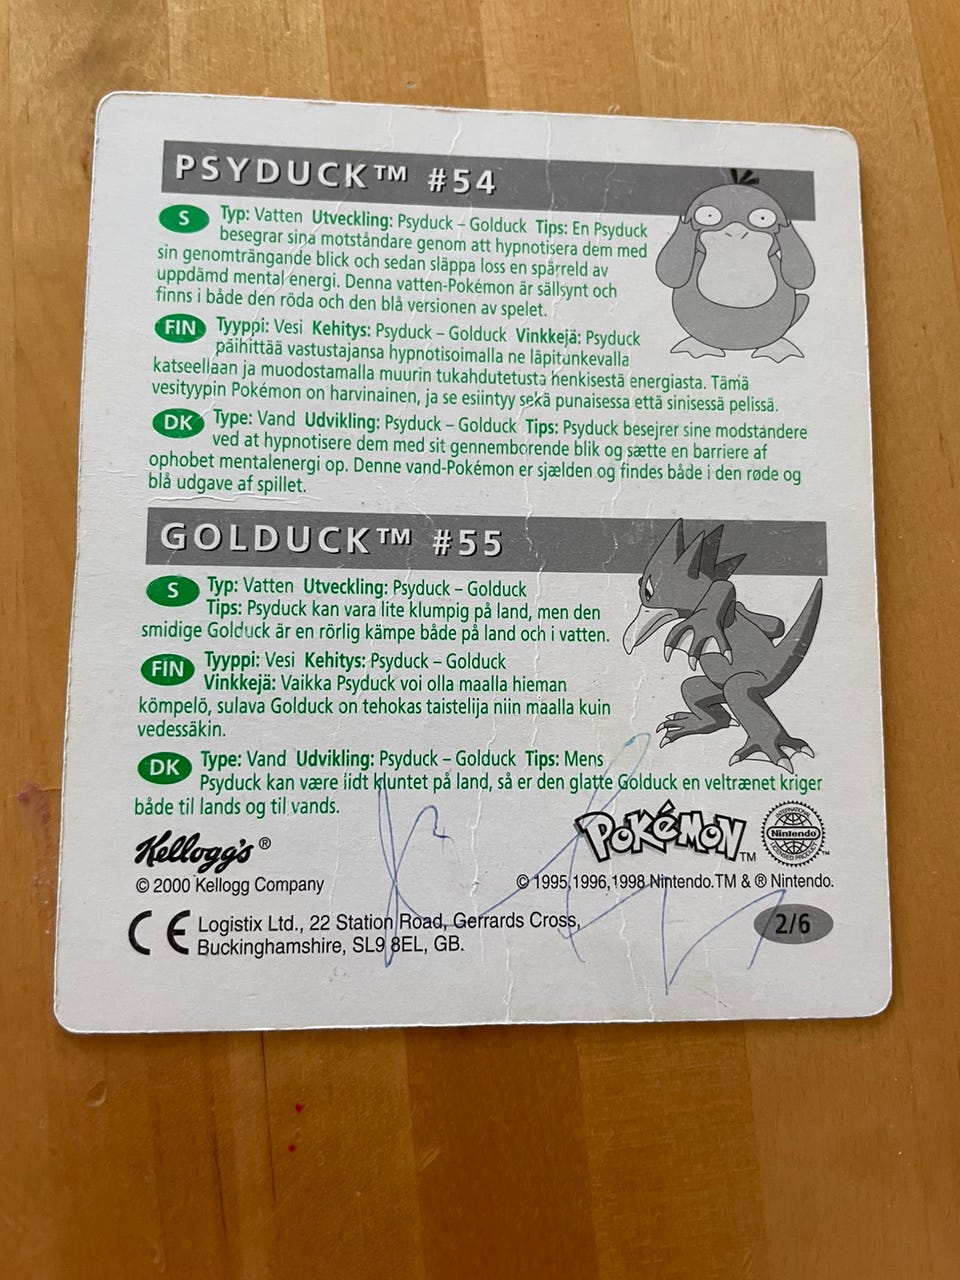 PSYDUCK™ #54
S Typ: Vatten Utveckling: Psyduck – Golduck Tips: En Psyduck
besegrar sina motståndare genom att hypnotisera dem med
sin genomträngande blick och sedan släppa loss en spärreld av
uppdämd mental energi. Denna vatten-Pokémon är sällsynt och
finns i både den röda och den blå versionen av spelet.
FIN Tyyppi: Vesi Kehitys: Psyduck – Golduck Vinkkejä: Psyduck
päihittää vastustajansa hypnotisoimalla ne läpitunkevalla
katseellaan ja muodostamalla muurin tukahdutetusta henkisestä energiasta. Tämä
vesityypin Pokémon on harvinainen, ja se esiintyy sekä punaisessa että sinisessä pelissä.
DK Type: Vand Udvikling: Psyduck – Golduck Tips: Psyduck besejrer sine modstandere
ved at hypnotisere dem med sit gennemborende blik og sætte en barriere af
ophobet mentalenergi op. Denne vand-Pokémon er sjælden og findes både i den røde og
blå udgave af spillet.
GOLDUCK™ #55
S Typ: Vatten Utveckling: Psyduck – Golduck
Tips: Psyduck kan vara lite klumpig på land, men den
smidige Golduck är en rörlig kämpe både på land och i vatten.
FIN Tyyppi: Vesi Kehitys: Psyduck – Golduck
Vinkkejä: Vaikka Psyduck voi olla maalla hieman
kömpelö, sulava Golduck on tehokas taistelija niin maalla kuin
vedessäkin.
DK Type: Vand Udvikling: Psyduck – Golduck Tips: Mens
Psyduck kan være lidt kluntet på land, så er den glatte Golduck en veltrænet kriger
både til lands og til vands.
Kellogg's®
© 2000 Kellogg Company
POKéMON™
INTERNATIONAL Nintendo LICENSED PRODUCT ™
© 1995,1996,1998 Nintendo.TM & ® Nintendo.
CE Logistix Ltd., 22 Station Road, Gerrards Cross,
Buckinghamshire, SL9 8EL, GB.
2/6